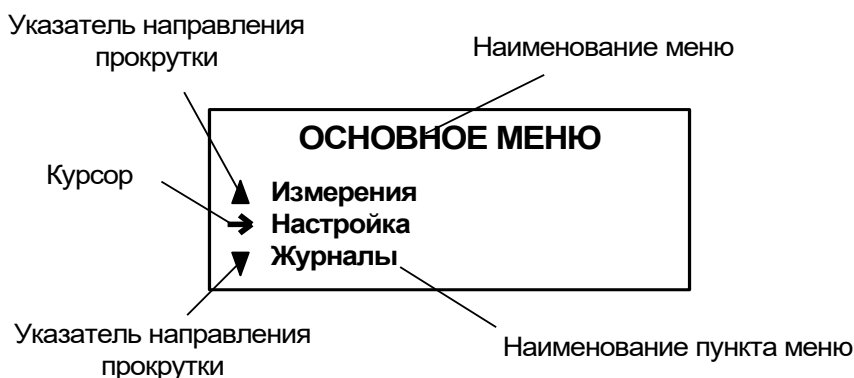 Указатель направления
прокрутки
Наименование меню
ОСНОВНОЕ МЕНЮ
Курсор
Измерения
Настройка
Журналы
Указатель направления
прокрутки
Наименование пункта меню